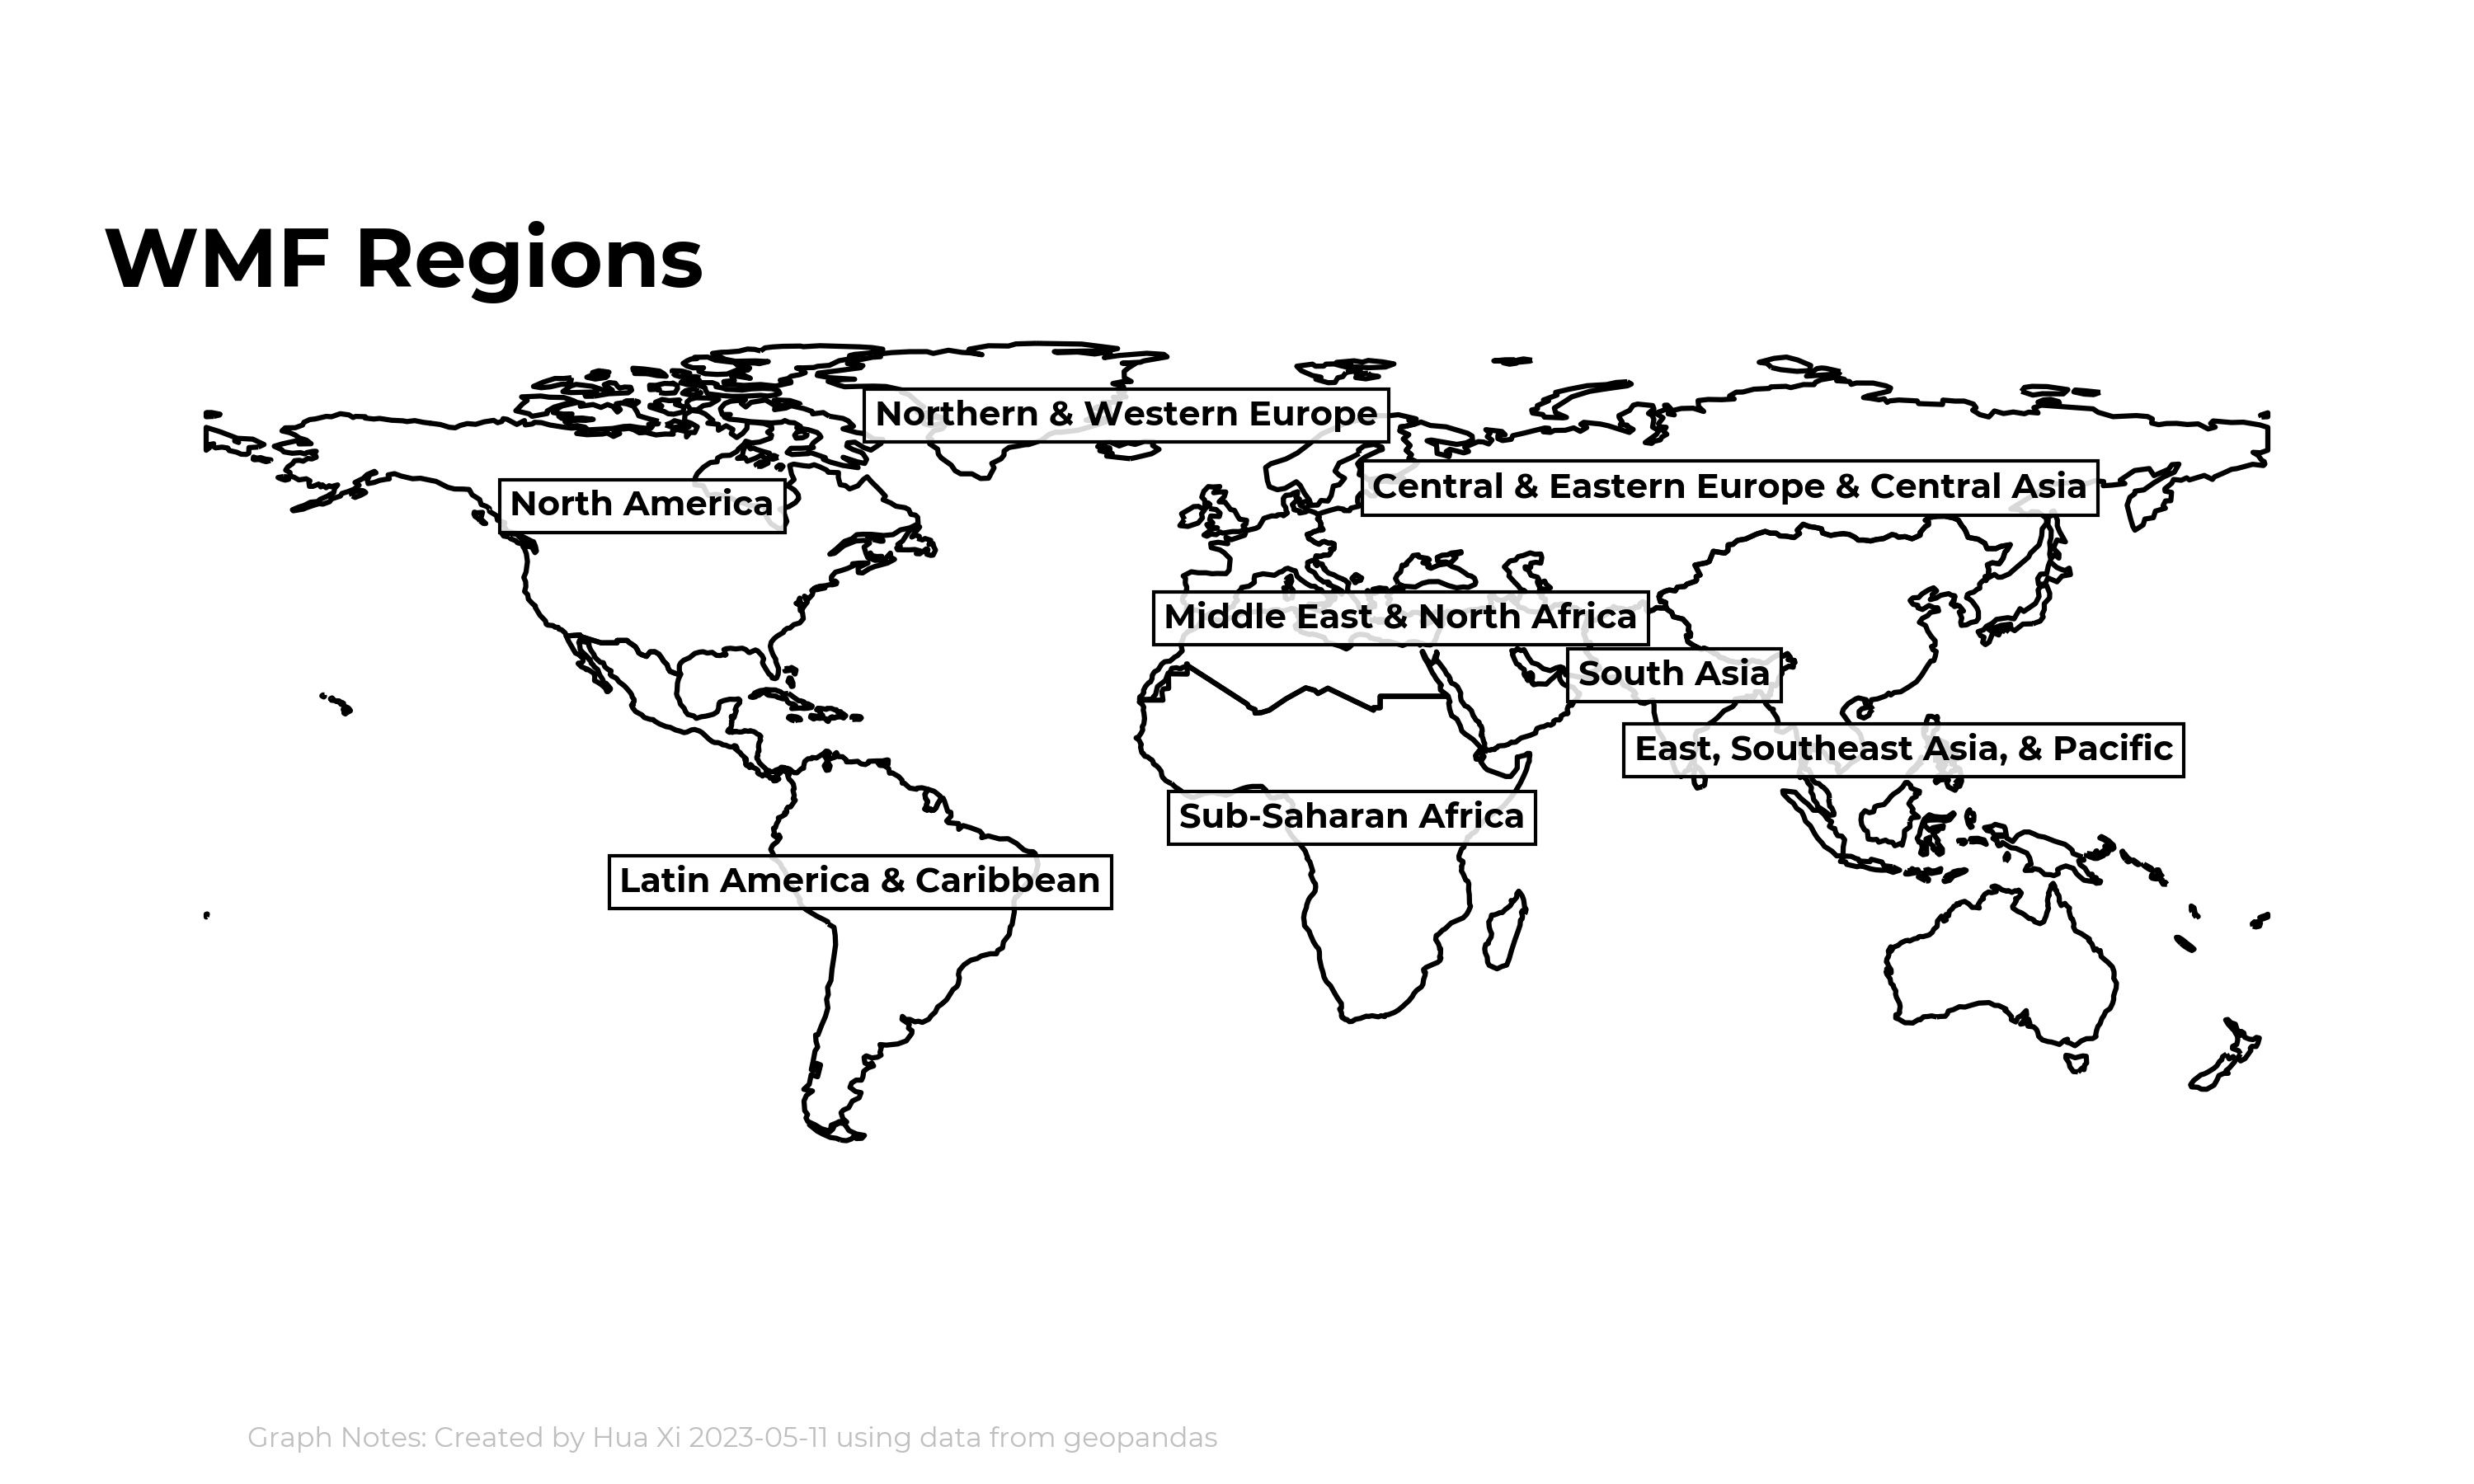 WMF Regions
Northern & Western Europe
Central & Eastern Europe & Central Asia
North America
Middle East & North Africa
South Asia
East, Southeast Asia, & Pacific
Sub-Saharan Africa
Latin America & Caribbean
Graph Notes: Created by Hua Xi 2023-05-11 using data from geopandas